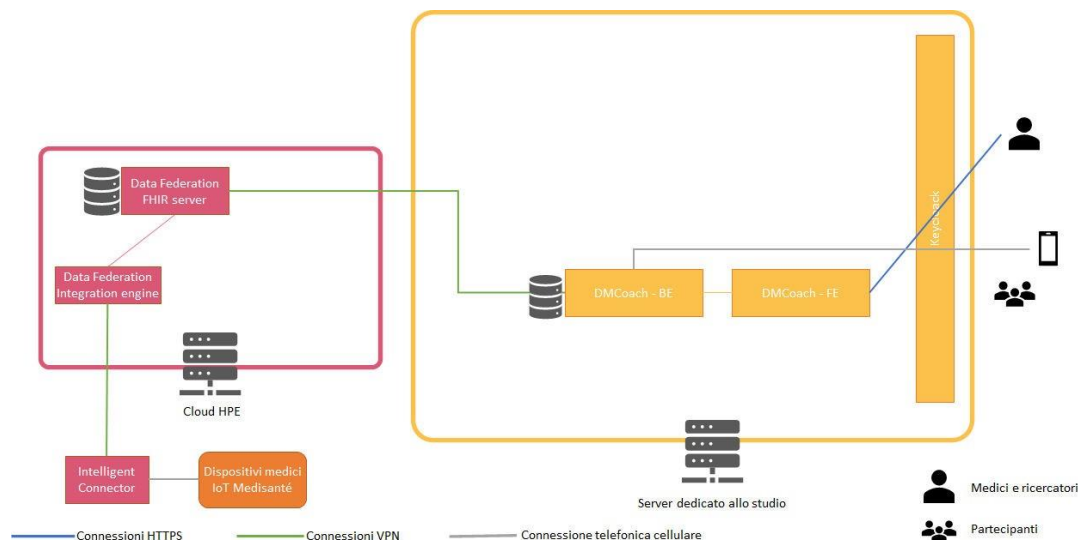 Data Federation
FHIR server
Data Federation
Integration engine
Cloud HPE
Intelligent
Connector
Dispositivi medici
IoT Medisanté
DMCoach - BE
DMCoach - FE
Keycloack
Server dedicato allo studio
Medici e ricercatori
Partecipanti
Connessioni HTTPS
Connessioni VPN
Connessione telefonica cellulare